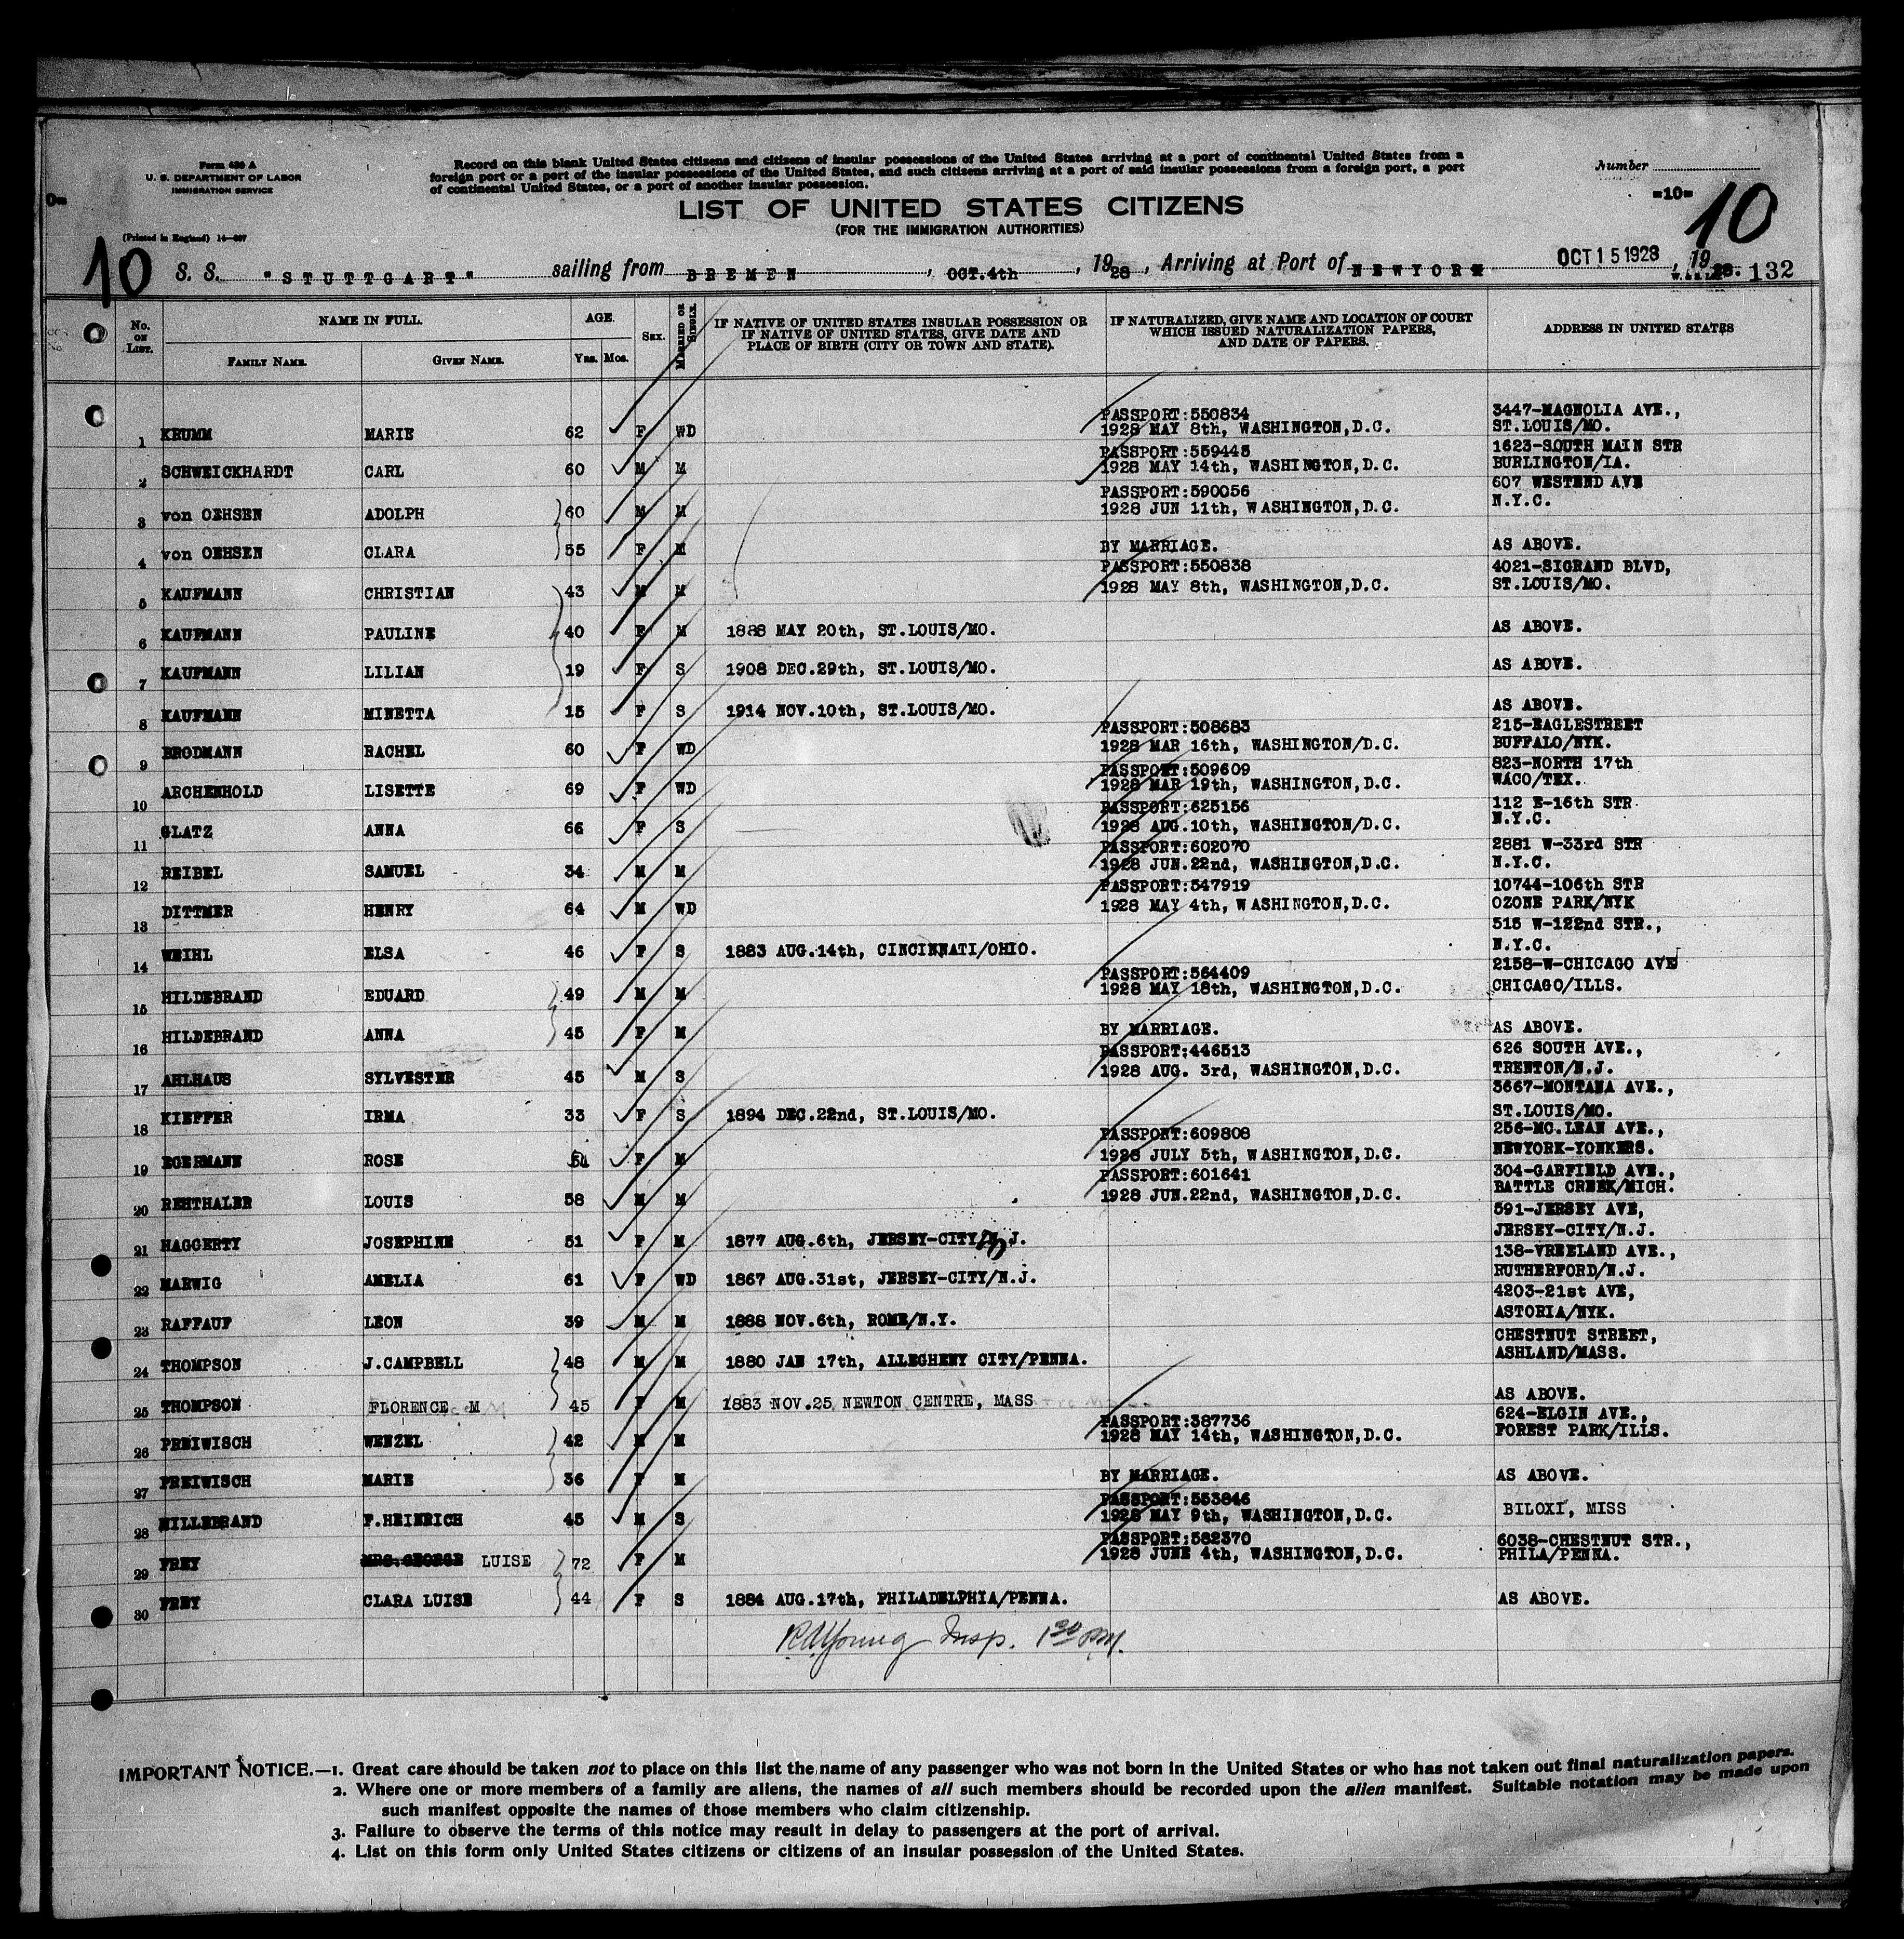 Form 489 A
U. S. DEPARTMENT OF LABOR
IMMIGRATION SERVICE
Record on this blank United States citizens and citizens of insular possessions of the United States arriving at a port of continental United States from a
foreign port or a port of the insular possessions of the United States, and such citizens arriving at a port of said insular possessions from a foreign port, a port
of continental United States, or a port of another insular possession.
Number
-10-
10
LIST OF UNITED STATES CITIZENS
(FOR THE IMMIGRATION AUTHORITIES)
(Printed in England)
10 S. S. "STUTTGART" sailing from BREMEN, OCT.4th, 1928, Arriving at Port of NEWYORK OCT 15 1928, 1928. 132
No. ON LIST. NAME IN FULL. FAMILY NAME. GIVEN NAME. AGE. YRS. MOS. SEX. MARRIED OR SINGLE. IF NATIVE OF UNITED STATES INSULAR POSSESSION OR IF NATIVE OF UNITED STATES, GIVE DATE AND PLACE OF BIRTH (CITY OR TOWN AND STATE). IF NATURALIZED, GIVE NAME AND LOCATION OF COURT WHICH ISSUED NATURALIZATION PAPERS, AND DATE OF PAPERS. ADDRESS IN UNITED STATES
1 KRUMM MARIE 62 F WD PASSPORT:550834 1928 MAY 8th, WASHINGTON,D.C. 3447-MAGNOLIA AVE., ST.LOUIS/MO.
2 SCHWEICKHARDT CARL 60 M M PASSPORT:559445 1928 MAY 14th, WASHINGTON,D.C. 1623-SOUTH MAIN STR BURLINGTON/IA.
3 von OEHSEN ADOLPH 60 M M PASSPORT:590056 1928 JUN 11th, WASHINGTON,D.C. 607 WESTEND AVE N.Y.C.
4 von OEHSEN CLARA 55 F M BY MARRIAGE. AS ABOVE.
5 KAUFMANN CHRISTIAN 43 M M PASSPORT:550838 1928 MAY 8th, WASHINGTON,D.C. 4021-SIGRAND BLVD, ST.LOUIS/MO.
6 KAUFMANN PAULINE 40 F M 1888 MAY 20th, ST.LOUIS/MO. AS ABOVE.
7 KAUFMANN LILIAN 19 F S 1908 DEC.29th, ST.LOUIS/MO. AS ABOVE.
8 KAUFMANN MINETTA 15 F S 1914 NOV.10th, ST.LOUIS/MO. AS ABOVE.
9 BRODMANN RACHEL 60 F WD PASSPORT:508683 1928 MAR 16th, WASHINGTON/D.C. 215-EAGLESTREET BUFFALO/NYK.
10 ARCHENHOLD LISETTE 69 F WD PASSPORT:509609 1928 MAR 19th, WASHINGTON,D.C. 823-NORTH 17th WACO/TEX.
11 GLATZ ANNA 66 F S PASSPORT:625156 1928 AUG.10th, WASHINGTON/D.C. 112 E-16th STR N.Y.C.
12 REIBEL SAMUEL 34 M M PASSPORT:602070 1928 JUN.22nd, WASHINGTON,D.C. 2881 W-33rd STR N.Y.C.
13 DITTMER HENRY 64 M WD PASSPORT:547919 1928 MAY 4th, WASHINGTON,D.C. 10744-106th STR OZONE PARK/NYK
14 WEIHL ELSA 46 F S 1883 AUG.14th, CINCINNATI/OHIO. 515 W-122nd STR., N.Y.C.
15 HILDEBRAND EDUARD 49 M M PASSPORT:564409 1928 MAY 18th, WASHINGTON,D.C. 2158-W-CHICAGO AVE CHICAGO/ILLS.
16 HILDEBRAND ANNA 45 F M BY MARRIAGE. AS ABOVE.
17 AHLHAUS SYLVESTER 45 M S PASSPORT:446513 1928 AUG. 3rd, WASHINGTON,D.C. 626 SOUTH AVE., TRENTON/N.J.
18 KIEFFER IRMA 33 F S 1894 DEC.22nd, ST.LOUIS/MO. 3667-MONTANA AVE., ST.LOUIS/MO.
19 EGERMANN ROSE 51 F M PASSPORT:609808 1928 JULY 5th, WASHINGTON,D.C. 256-MC.LEAN AVE., NEWYORK-YONKERS.
20 REHTHALER LOUIS 58 M M PASSPORT:601641 1928 JUN.22nd, WASHINGTON,D.C. 304-GARFIELD AVE., BATTLE CREEK/MICH.
21 HAGGERTY JOSEPHINE 51 F M 1877 AUG.6th, JERSEY-CITY/N.J. 591-JERSEY AVE, JERSEY-CITY/N.J.
22 MARWIG AMELIA 61 F WD 1867 AUG.31st, JERSEY-CITY/N.J. 138-VREELAND AVE., RUTHERFORD/N.J.
23 RAFFAUF LEON 39 M M 1888 NOV.6th, ROME/N.Y. 4203-21st AVE, ASTORIA/NYK.
24 THOMPSON J.CAMPBELL 48 M M 1880 JAN 17th, ALLEGHENY CITY/PENNA. CHESTNUT STREET, ASHLAND/MASS.
25 THOMPSON FLORENCE M 45 F M 1883 NOV.25 NEWTON CENTRE, MASS AS ABOVE.
26 PREIWISCH WENZEL 42 M M PASSPORT:387736 1928 MAY 14th, WASHINGTON,D.C. 624-ELGIN AVE., FOREST PARK/ILLS.
27 PREIWISCH MARIE 36 F M BY MARRIAGE. AS ABOVE.
28 HILLEBRAND F.HEINRICH 45 M S PASSPORT:553846 1928 MAY 9th, WASHINGTON,D.C. BILOXI, MISS
29 FREY MRS.GEORGE LUISE 72 F M PASSPORT:582370 1928 JUNE 4th, WASHINGTON,D.C. 6038-CHESTNUT STR., PHILA/PENNA.
30 FREY CLARA LUISE 44 F S 1884 AUG.17th, PHILADELPHIA/PENNA. AS ABOVE.
R A Young Insp. 1 30 PM.
IMPORTANT NOTICE.—1. Great care should be taken not to place on this list the name of any passenger who was not born in the United States or who has not taken out final naturalization papers.
2. Where one or more members of a family are aliens, the names of all such members should be recorded upon the alien manifest. Suitable notation may be made upon
such manifest opposite the names of those members who claim citizenship.
3. Failure to observe the terms of this notice may result in delay to passengers at the port of arrival.
4. List on this form only United States citizens or citizens of an insular possession of the United States.